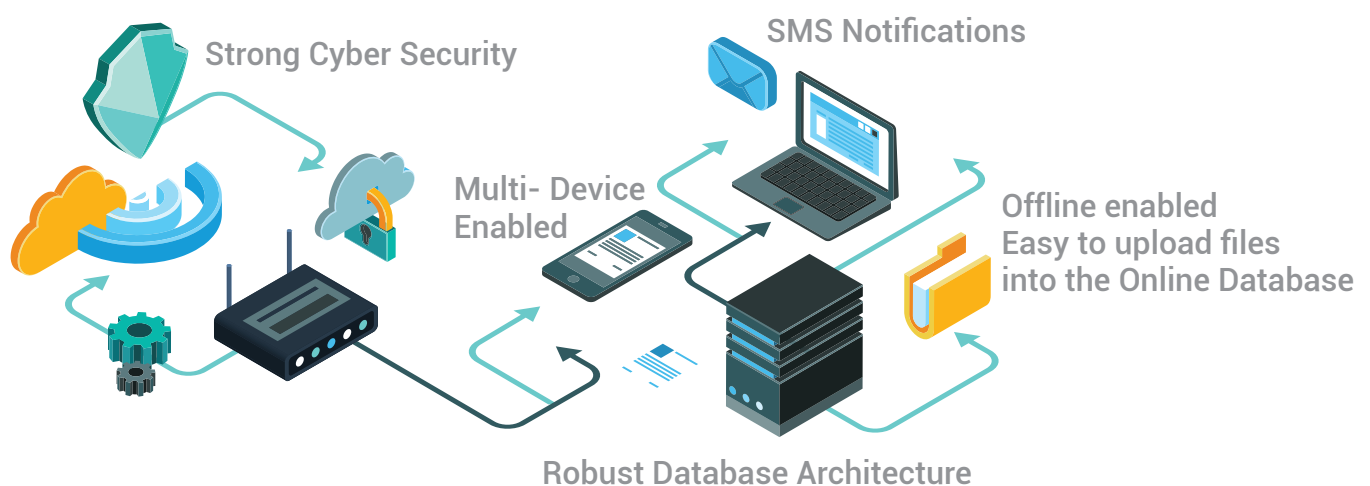 Strong Cyber Security
SMS Notifications
Multi- Device
Enabled
Offline enabled
Easy to upload files
into the Online Database
Robust Database Architecture